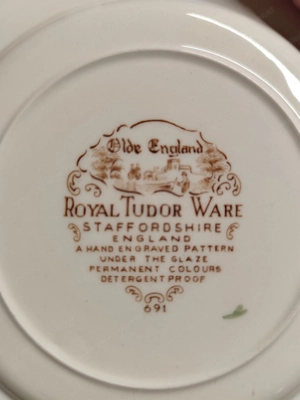 Olde England
ROYAL TUDOR WARE
STAFFORDSHIRE
ENGLAND
A HAND ENGRAVED PATTERN
UNDER THE GLAZE
PERMANENT COLOURS
DETERGENT PROOF
691